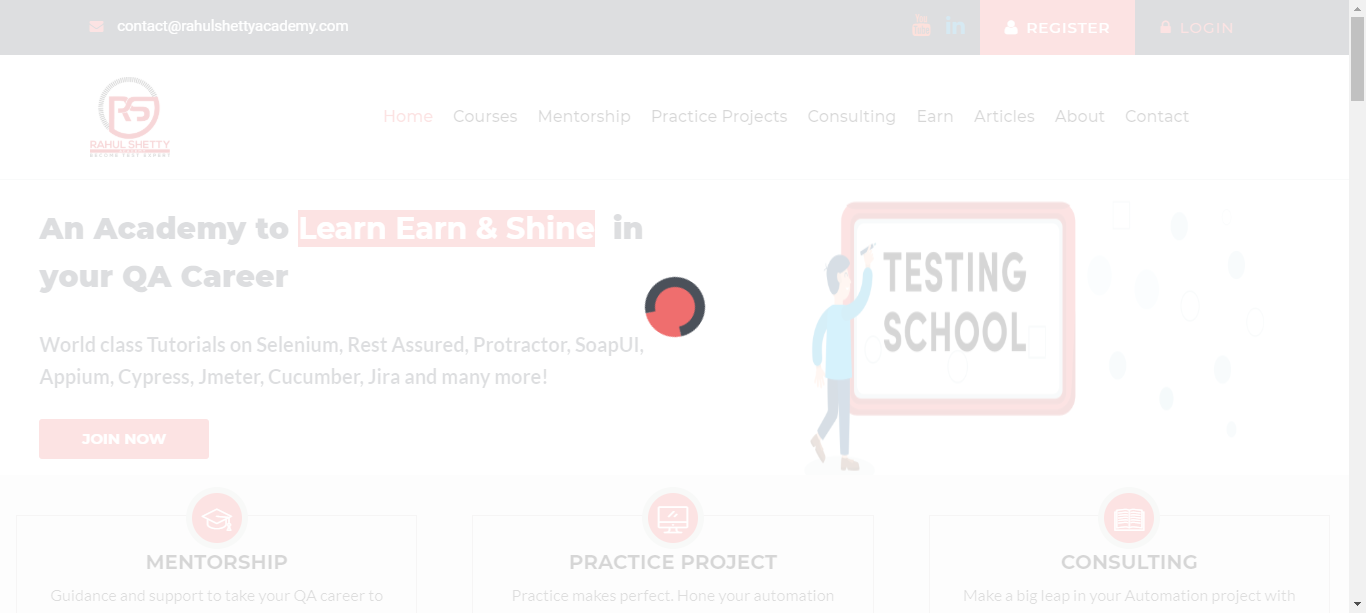 contact@rahulshettyacademy.com
You
REGISTER
LOGIN
RS
RAHUL SHETTY
Home Courses Mentorship Practice Projects Consulting Earn Articles About Contact
An Academy to Learn Earn & Shine in
your QA Career
World class Tutorials on Selenium, Rest Assured, Protractor, SoapUI,
Appium, Cypress, Jmeter, Cucumber, Jira and many more!
JOIN NOW
TESTING
SCHOOL
MENTORSHIP
Guidance and support to take your QA career to
PRACTICE PROJECT
Practice makes perfect. Hone your automation
CONSULTING
Make a big leap in your Automation project with